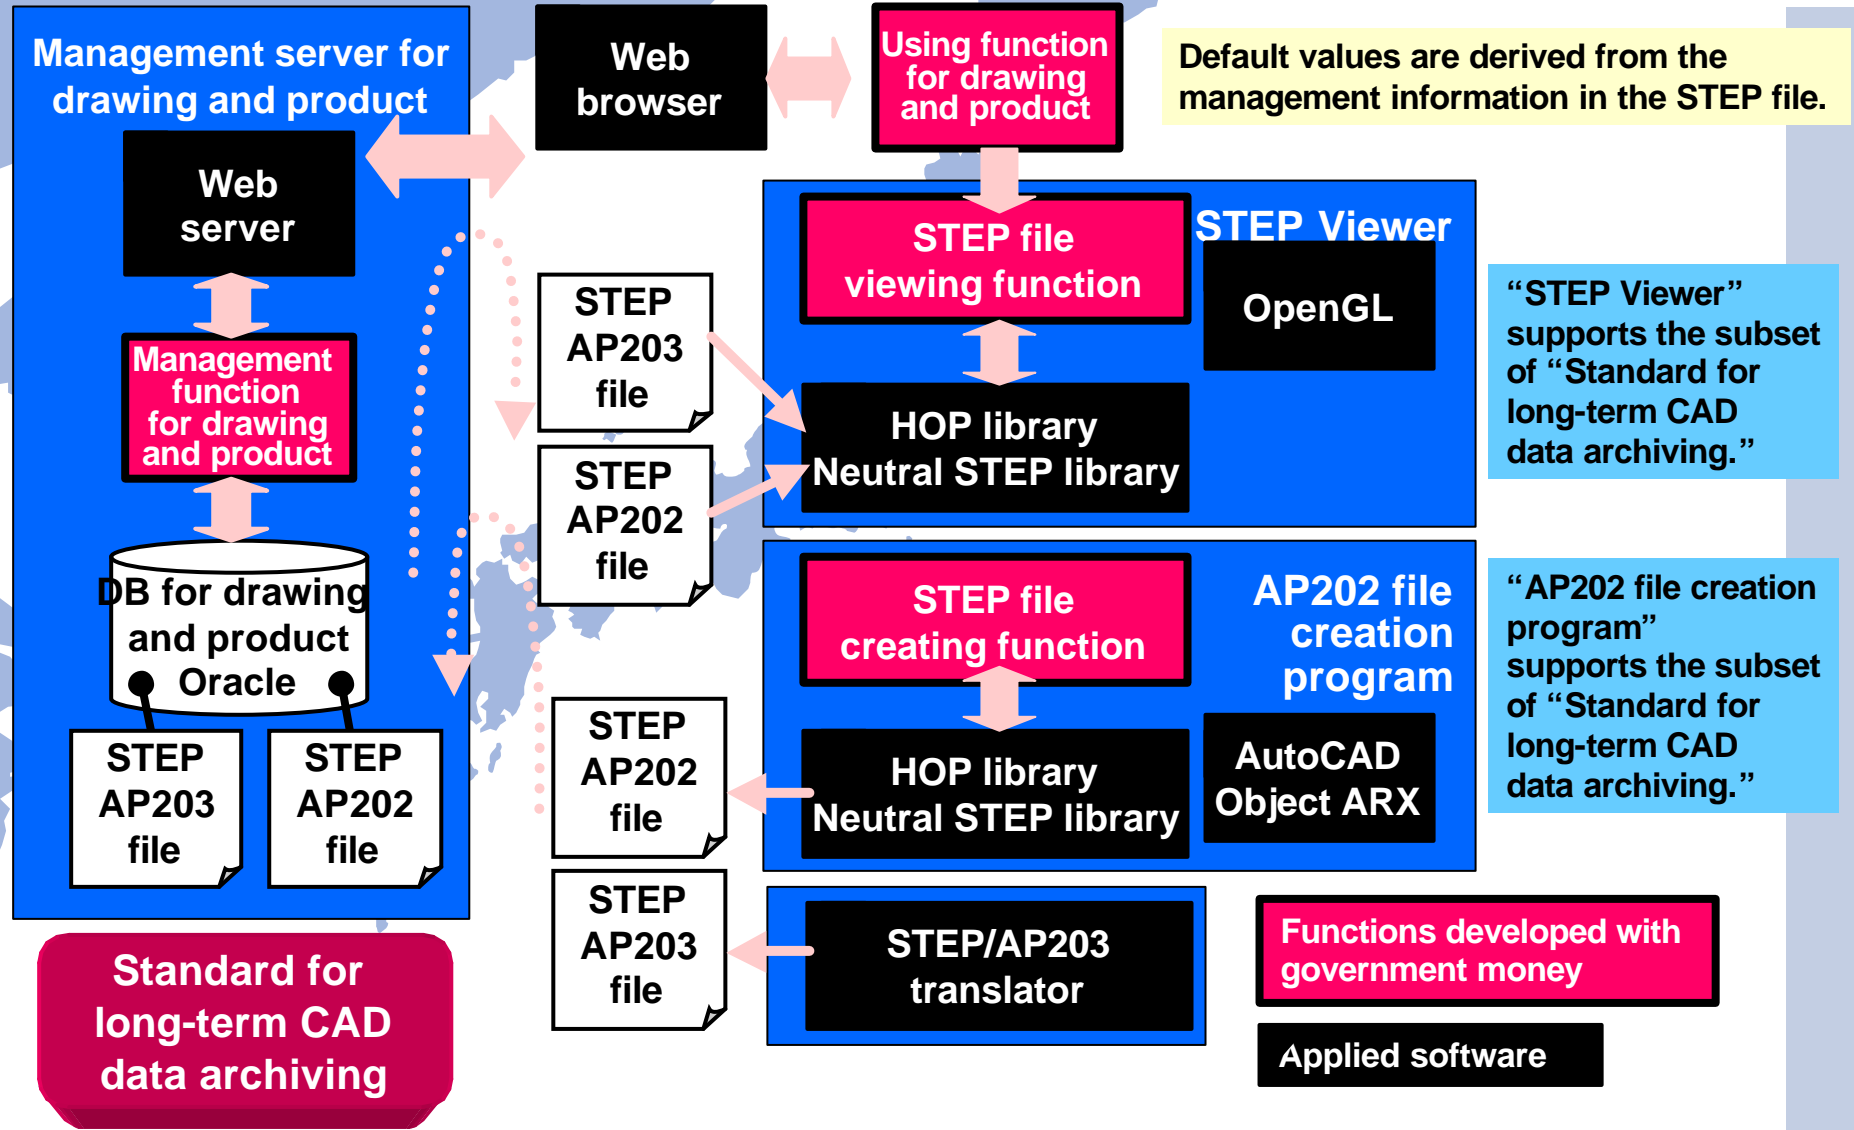 Management server for
drawing and product
Web
server
Management
function
for drawing
and product
DB for drawing
and product
Oracle
STEP
AP203
file
STEP
AP202
file
Standard for
long-term CAD
data archiving
Web
browser
Using function
for drawing
and product
Default values are derived from the
management information in the STEP file.
STEP
AP203
file
STEP
AP202
file
STEP file
viewing function
STEP Viewer
OpenGL
HOP library
Neutral STEP library
“STEP Viewer”
supports the subset
of “Standard for
long-term CAD
data archiving.”
STEP file
creating function
AP202 file
creation
program
HOP library
Neutral STEP library
AutoCAD
Object ARX
“AP202 file creation
program”
supports the subset
of “Standard for
long-term CAD
data archiving.”
STEP
AP202
file
STEP
AP203
file
STEP/AP203
translator
Functions developed with
government money
Applied software